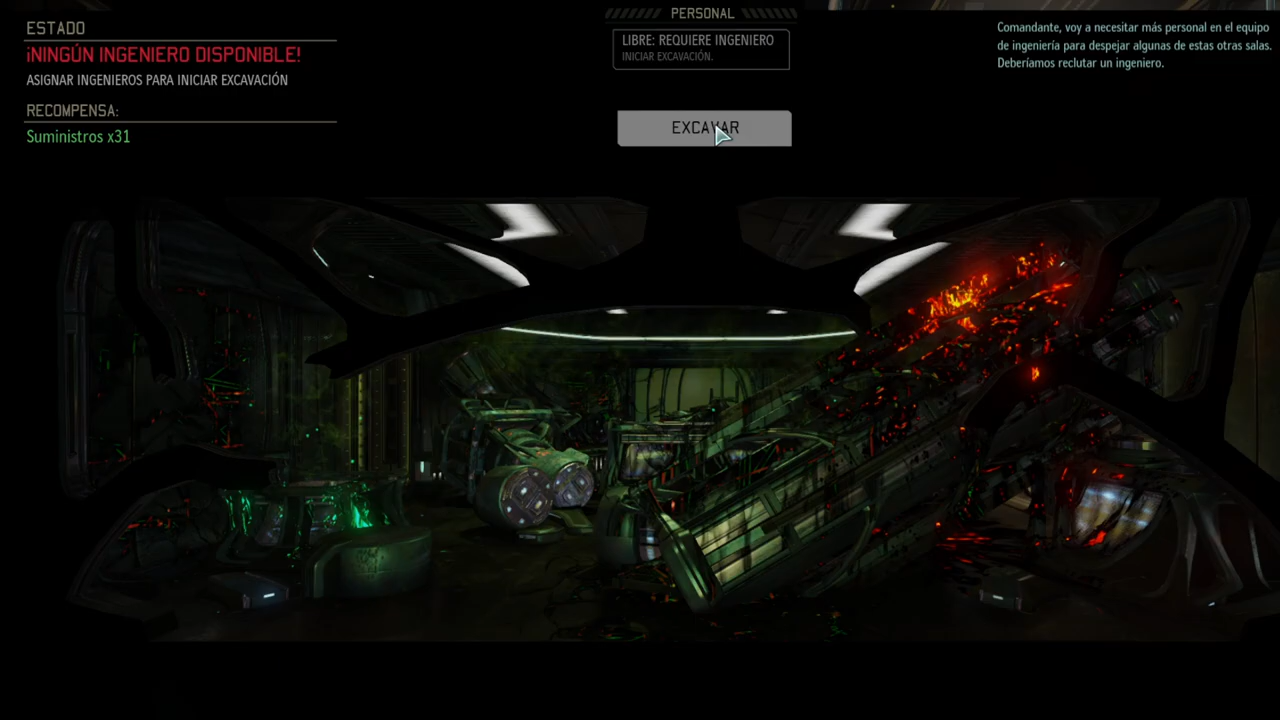 ESTADO
¡NINGÚN INGENIERO DISPONIBLE!
ASIGNAR INGENIEROS PARA INICIAR EXCAVACIÓN
RECOMPENSA:
Suministros x31
PERSONAL
LIBRE: REQUIERE INGENIERO
INICIAR EXCAVACIÓN.
EXCAVAR
Comandante, voy a necesitar más personal en el equipo
de ingeniería para despejar algunas de estas otras salas.
Deberíamos reclutar un ingeniero.